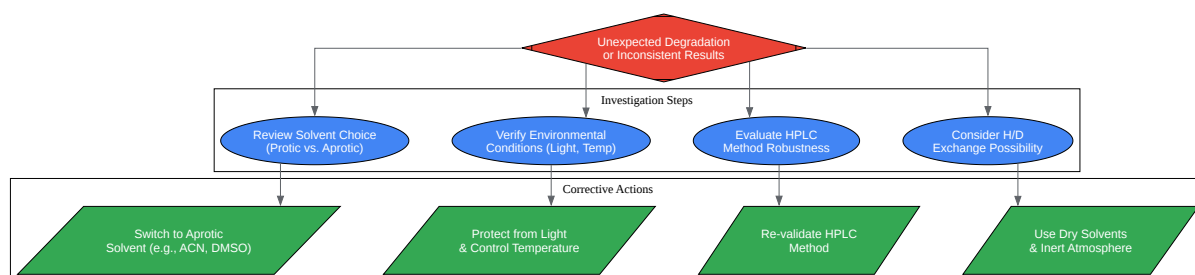 Unexpected Degradation
or Inconsistent Results
Investigation Steps
Review Solvent Choice
(Protic vs. Aprotic)
Verify Environmental
Conditions (Light, Temp)
Evaluate HPLC
Method Robustness
Consider H/D
Exchange Possibility
Corrective Actions
Switch to Aprotic
Solvent (e.g., ACN, DMSO)
Protect from Light
& Control Temperature
Re-validate HPLC
Method
Use Dry Solvents
& Inert Atmosphere